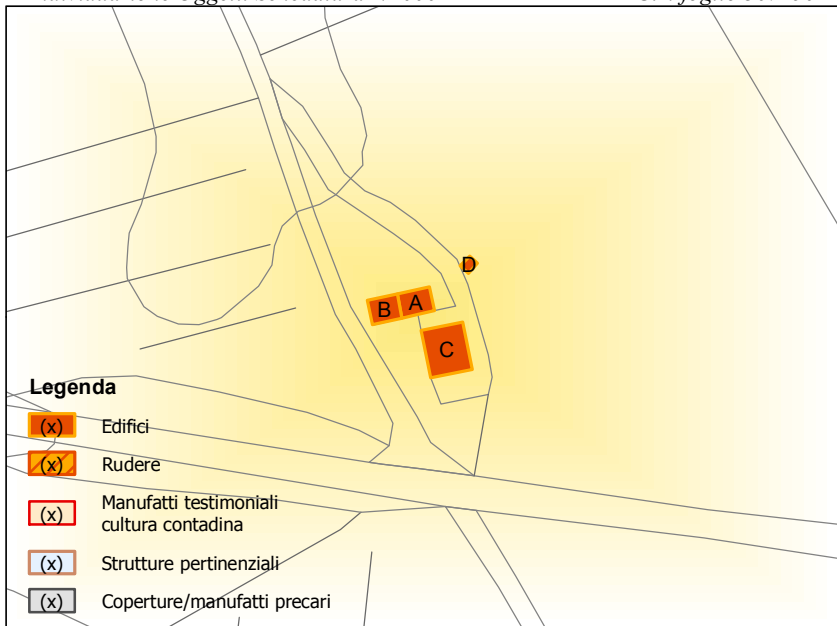 D
B A
C
Legenda
(x) Edifici
(x) Rudere
(x) Manufatti testimoniali
cultura contadina
(x) Strutture pertinenziali
(x) Coperture/manufatti precari